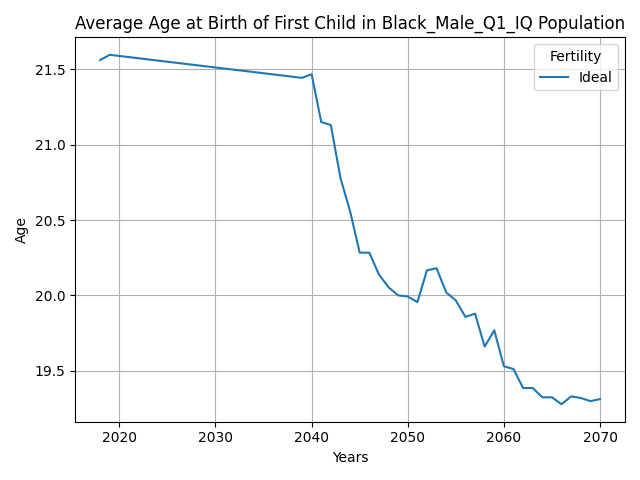 Average Age at Birth of First Child in Black_Male_Q1_IQ Population
Fertility
Ideal
21.5
21.0
20.5
20.0
19.5
Age
2020 2030 2040 2050 2060 2070
Years